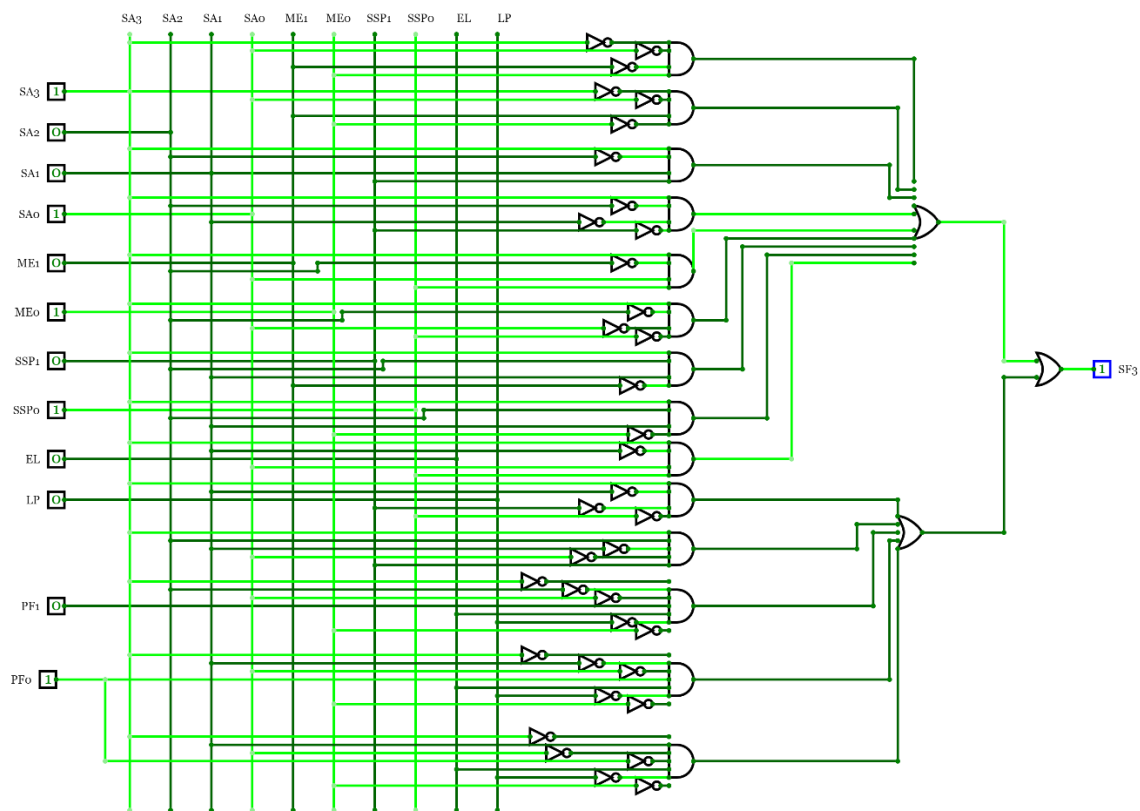 SA3 SA2 SA1 SA0 ME1 ME0 SSP1 SSP0 EL LP
SA3 1
SA2 0
SA1 0
SA0 1
ME1 0
ME0 1
SSP1 0
1 SF3
SSP0 1
EL 0
LP 0
PF1 0
PF0 1